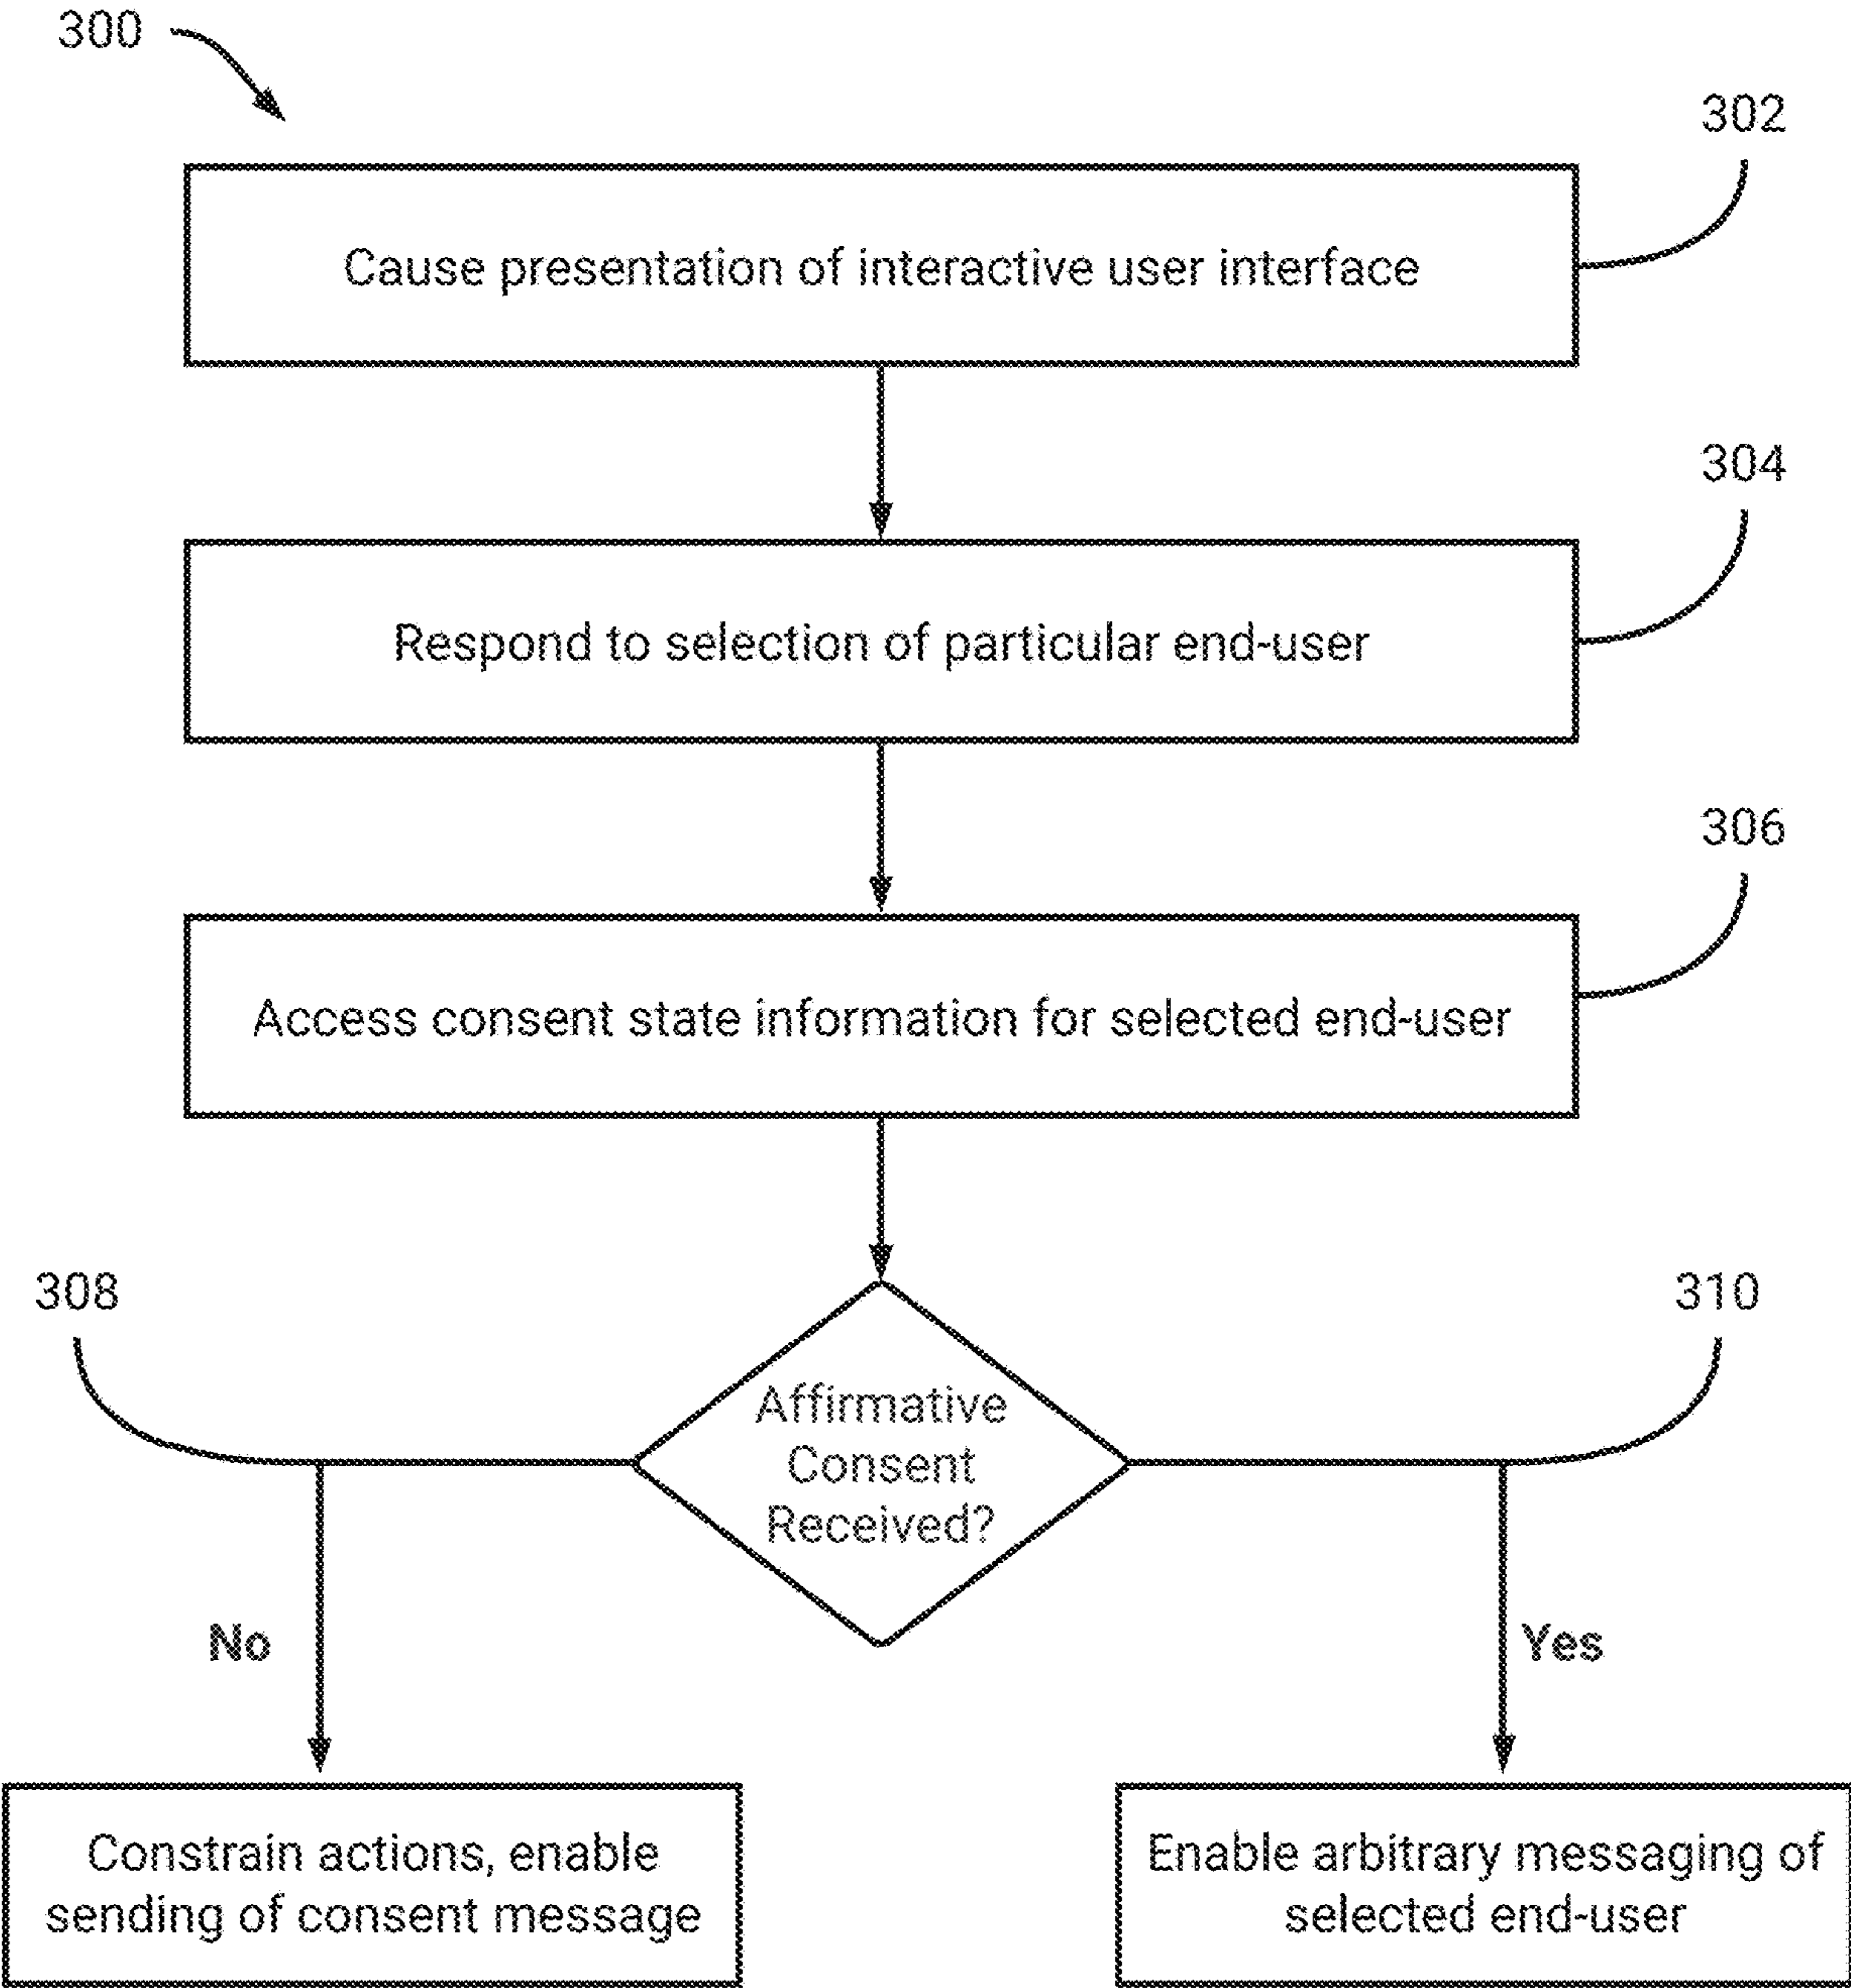 300
302
Cause presentation of interactive user interface
304
Respond to selection of particular end-user
306
Access consent state information for selected end-user
308
310
Affirmative
Consent
Received?
No
Yes
Constrain actions, enable
sending of consent message
Enable arbitrary messaging of
selected end-user